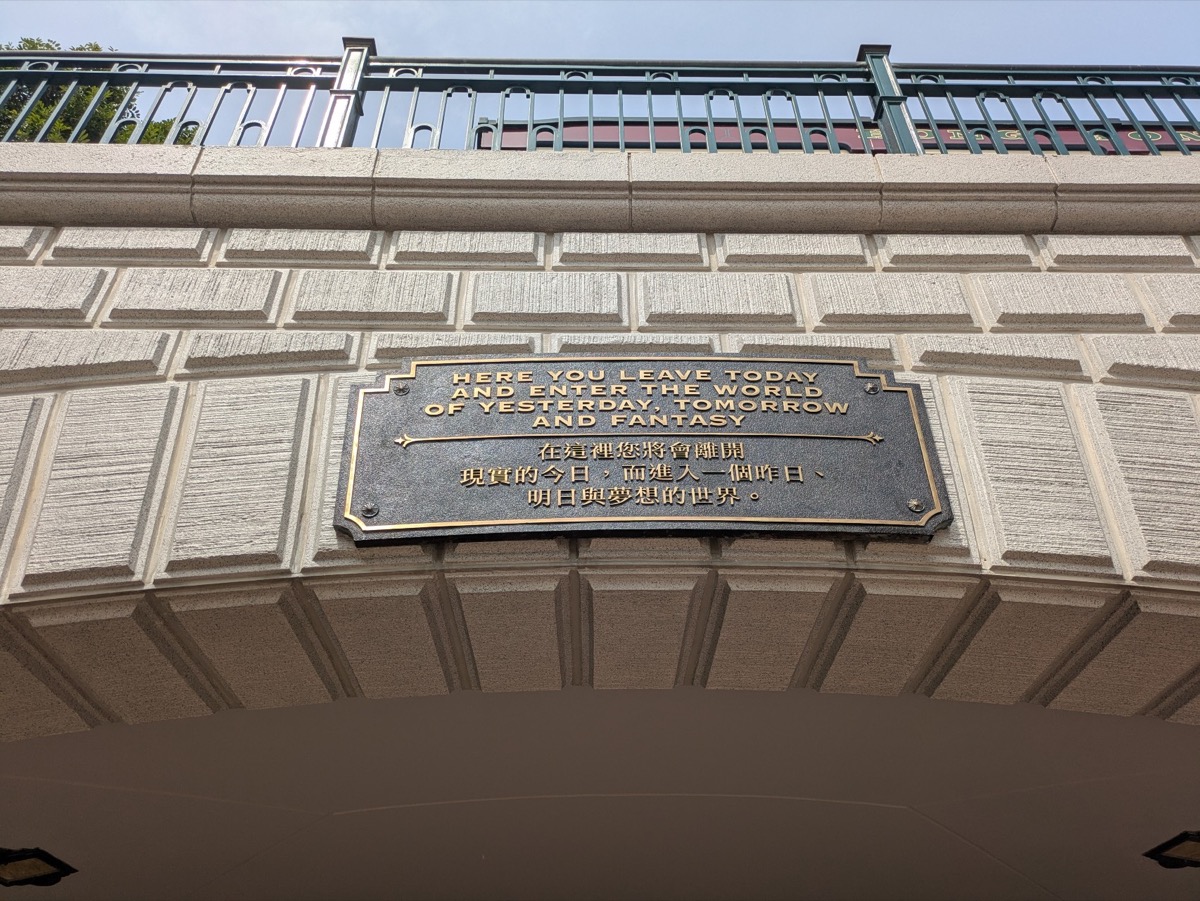 HERE YOU LEAVE TODAY
AND ENTER THE WORLD
OF YESTERDAY, TOMORROW
AND FANTASY
在這裡您將會離開
現實的今日，而進入一個昨日、
明日與夢想的世界。